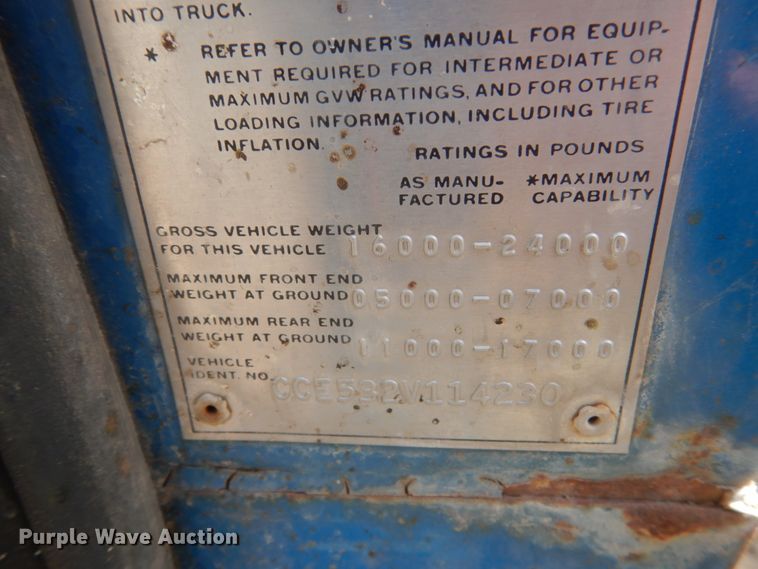 INTO TRUCK.
* REFER TO OWNER'S MANUAL FOR EQUIP-
MENT REQUIRED FOR INTERMEDIATE OR
MAXIMUM GVW RATINGS, AND FOR OTHER
LOADING INFORMATION, INCLUDING TIRE
INFLATION.
RATINGS IN POUNDS
AS MANU- *MAXIMUM
FACTURED CAPABILITY
GROSS VEHICLE WEIGHT
FOR THIS VEHICLE 16000-24000
MAXIMUM FRONT END
WEIGHT AT GROUND 05000-07000
MAXIMUM REAR END
WEIGHT AT GROUND 11000-17000
VEHICLE
IDENT. NO. CCE532V114230
Purple Wave Auction